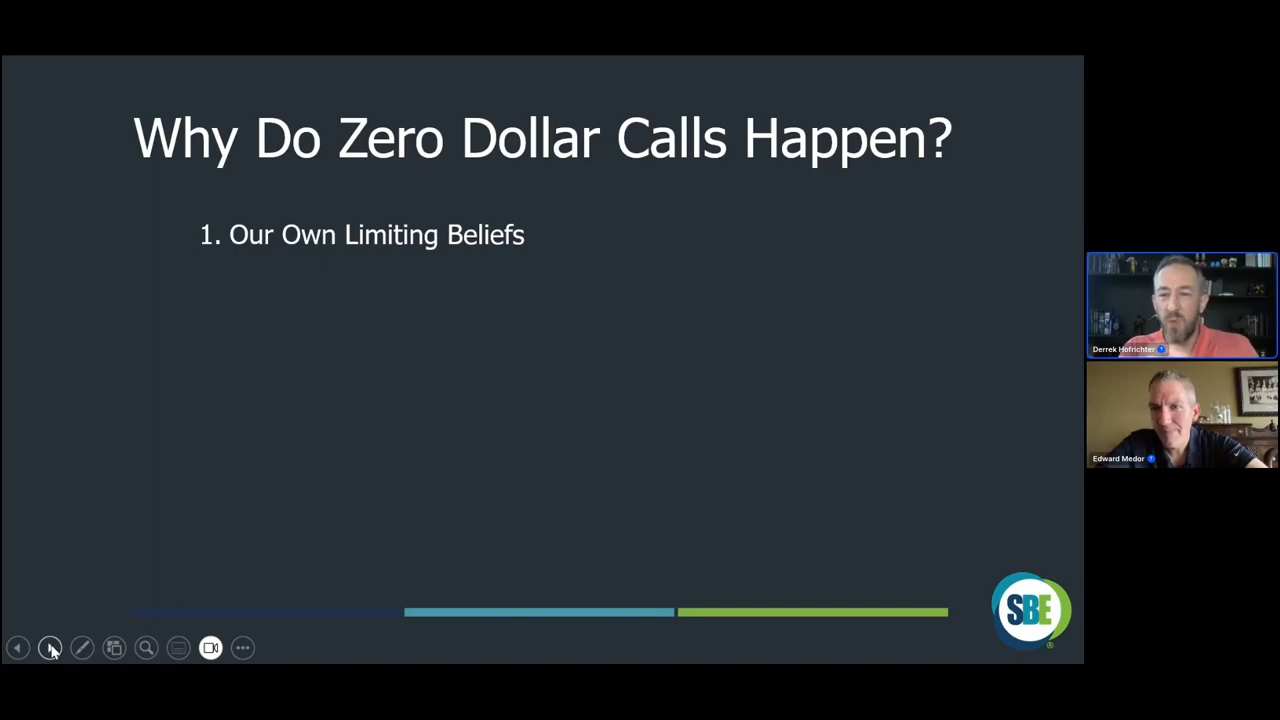 Why Do Zero Dollar Calls Happen?
1. Our Own Limiting Beliefs
Derrek Hofrichter
Edward Medor
SBE
®